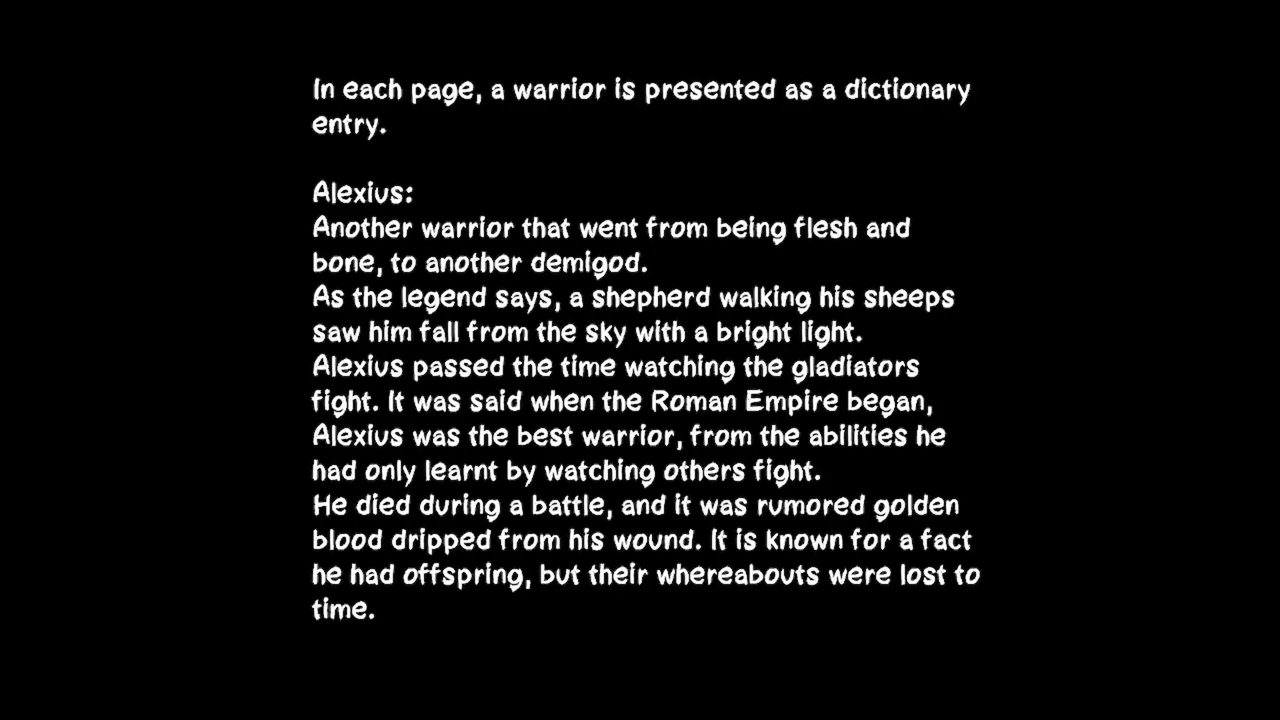 In each page, a warrior is presented as a dictionary
entry.
Alexius:
Another warrior that went from being flesh and
bone, to another demigod.
As the legend says, a shepherd walking his sheeps
saw him fall from the sky with a bright light.
Alexius passed the time watching the gladiators
fight. It was said when the Roman Empire began,
Alexius was the best warrior, from the abilities he
had only learnt by watching others fight.
He died during a battle, and it was rumored golden
blood dripped from his wound. It is known for a fact
he had offspring, but their whereabouts were lost to
time.